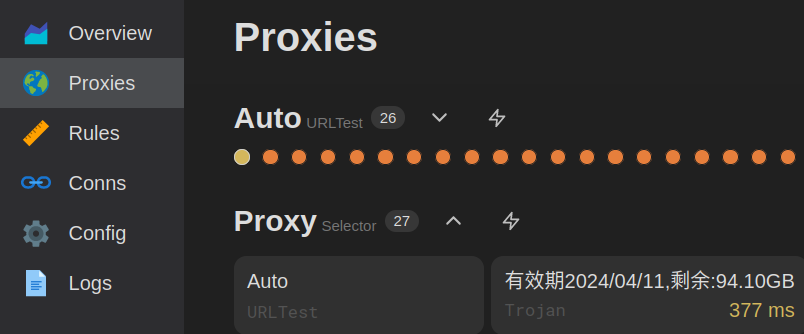 Overview
Proxies
Rules
Conns
Config
Logs
Proxies
Auto URLTest 26
Proxy Selector 27
Auto
URLTest
有效期2024/04/11,剩余:94.10GB
Trojan 377 ms